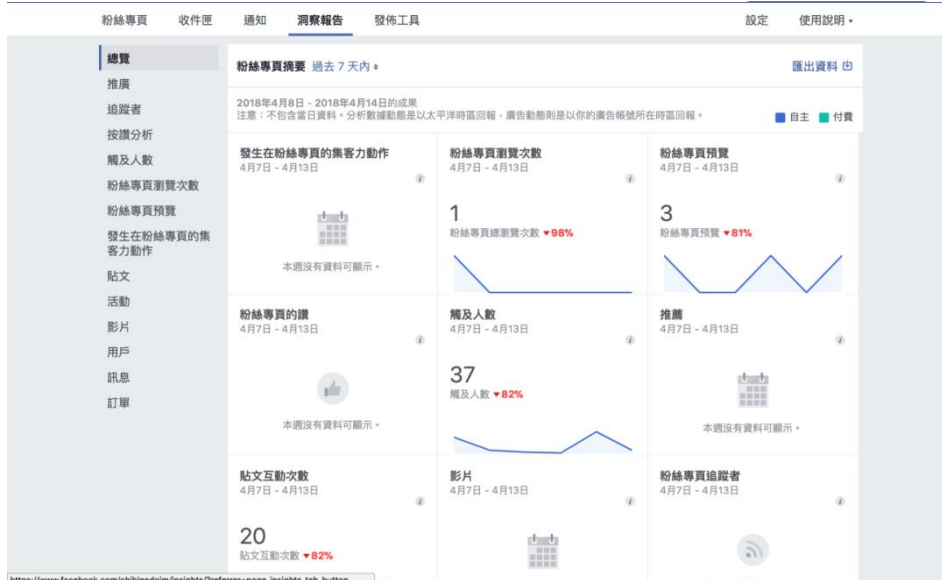 粉絲專頁 收件匣 通知 洞察報告 發佈工具 設定 使用說明
總覽
推廣
追蹤者
按讚分析
觸及人數
粉絲專頁瀏覽次數
粉絲專頁預覽
發生在粉絲專頁的集
客力動作
貼文
活動
影片
用戶
訊息
訂單
粉絲專頁摘要 過去 7 天內
匯出資料
2018年4月8日 - 2018年4月14日的成果
注意：不包含當日資料。分析數據動態是以太平洋時區回報，廣告動態則是以你的廣告帳號所在時區回報。
自主 付費
發生在粉絲專頁的集客力動作
4月7日 - 4月13日
本週沒有資料可顯示。
粉絲專頁瀏覽次數
4月7日 - 4月13日
1
粉絲專頁總瀏覽次數 ▼98%
粉絲專頁預覽
4月7日 - 4月13日
3
粉絲專頁預覽 ▼81%
粉絲專頁的讚
4月7日 - 4月13日
本週沒有資料可顯示。
觸及人數
4月7日 - 4月13日
37
觸及人數 ▼82%
推薦
4月7日 - 4月13日
本週沒有資料可顯示。
貼文互動次數
4月7日 - 4月13日
20
貼文互動次數 ▼82%
影片
4月7日 - 4月13日
粉絲專頁追蹤者
4月7日 - 4月13日